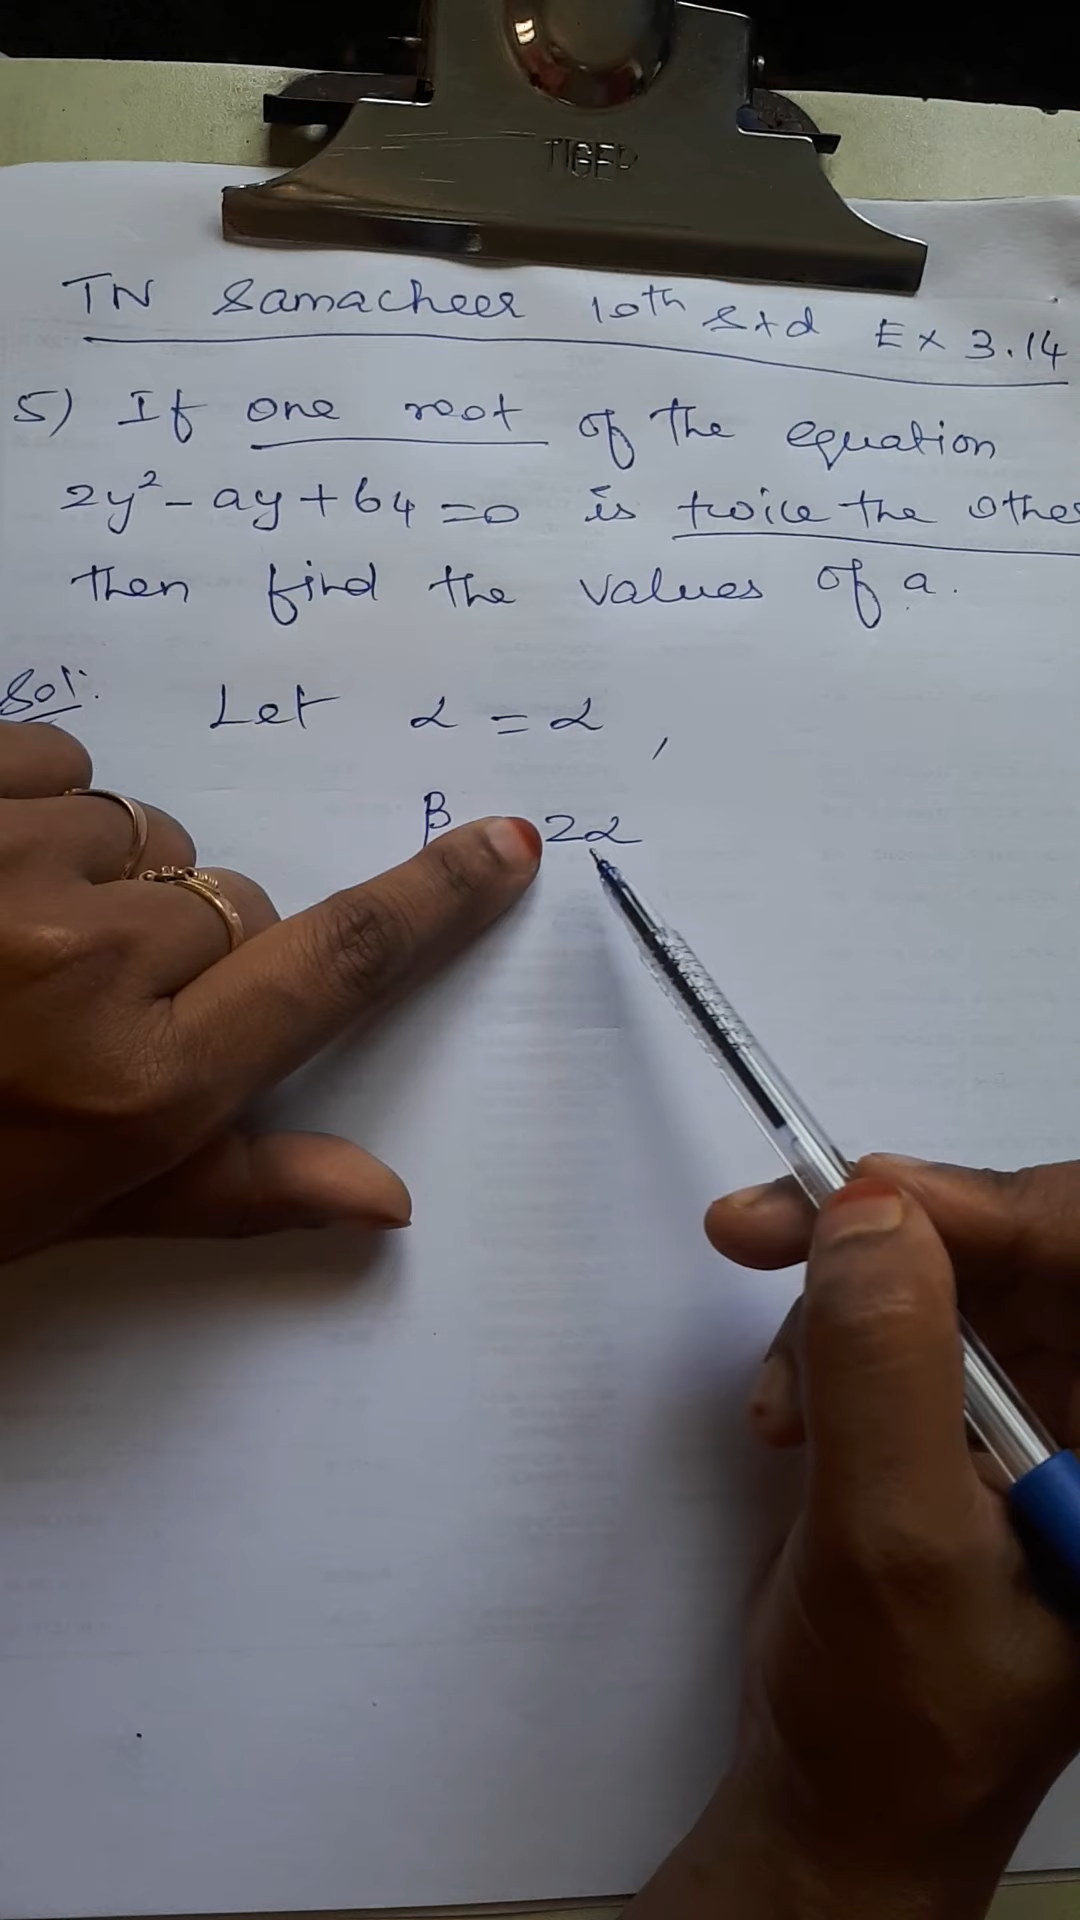 TIGER
TN Samacheer 10th Std Ex 3.14
5) If one root of the equation
2y² - ay + 64 = 0 is twice the othe
then find the values of a.
Sol:
Let α = α,
β 2α